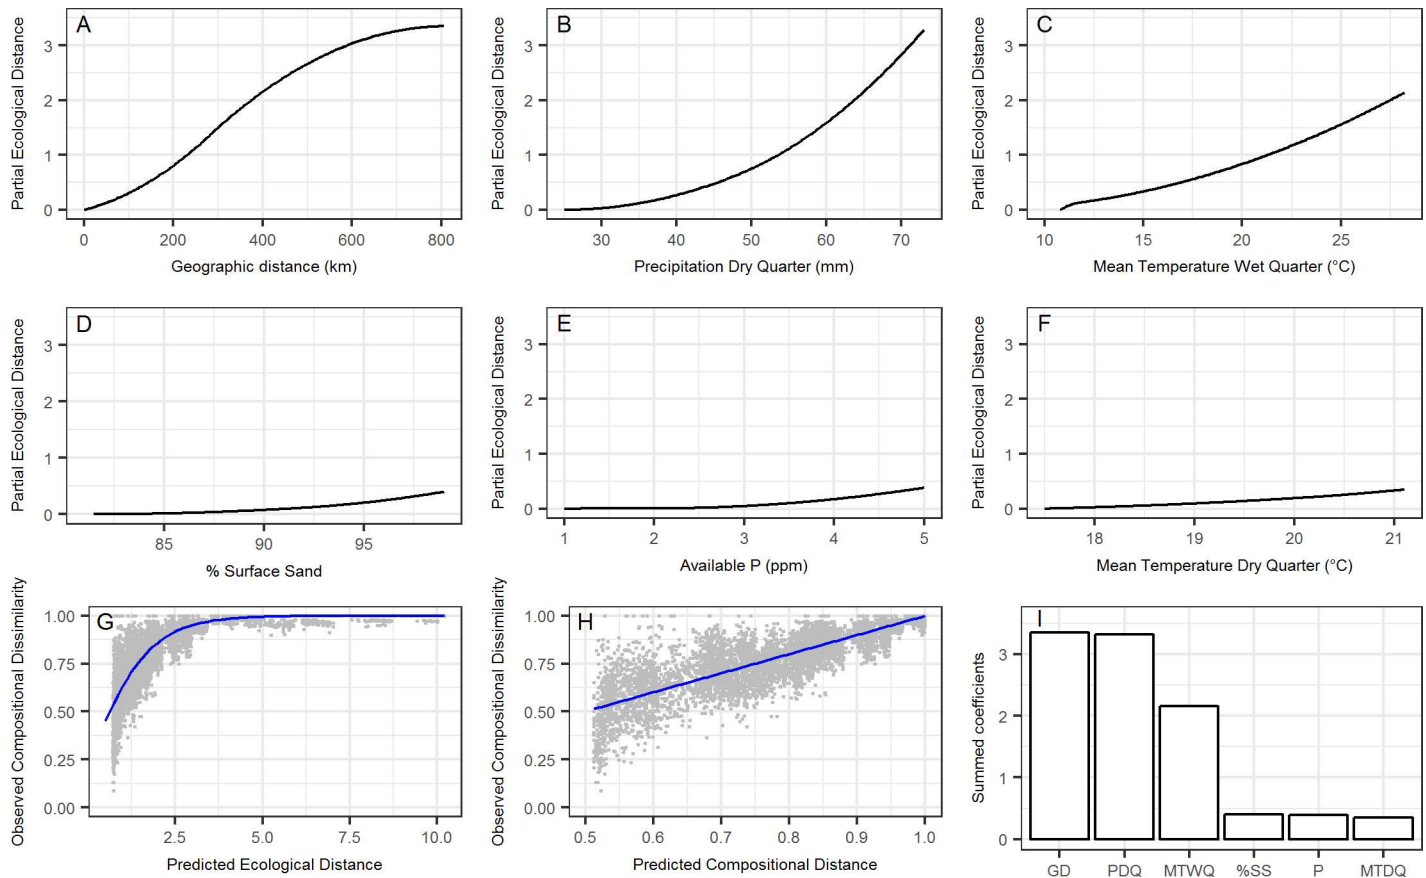 A
Partial Ecological Distance
3
2
1
0
0 200 400 600 800
Geographic distance (km)
B
Partial Ecological Distance
3
2
1
0
30 40 50 60 70
Precipitation Dry Quarter (mm)
C
Partial Ecological Distance
3
2
1
0
10 15 20 25
Mean Temperature Wet Quarter (°C)
D
Partial Ecological Distance
3
2
1
0
85 90 95
% Surface Sand
E
Partial Ecological Distance
3
2
1
0
1 2 3 4 5
Available P (ppm)
F
Partial Ecological Distance
3
2
1
0
18 19 20 21
Mean Temperature Dry Quarter (°C)
G
Observed Compositional Dissimilarity
1.00
0.75
0.50
0.25
0.00
2.5 5.0 7.5 10.0
Predicted Ecological Distance
H
Observed Compositional Dissimilarity
1.00
0.75
0.50
0.25
0.00
0.5 0.6 0.7 0.8 0.9 1.0
Predicted Compositional Distance
I
Summed coefficients
3
2
1
0
GD PDQ MTWQ %SS P MTDQ